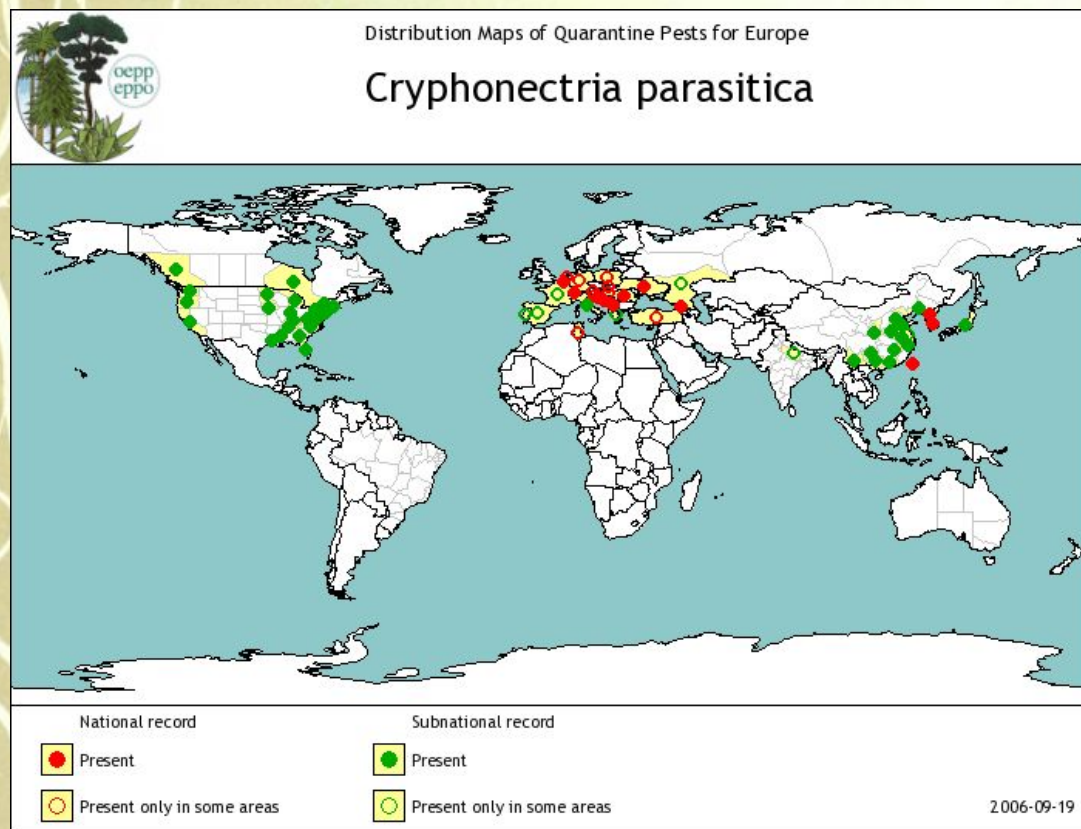 Distribution Maps of Quarantine Pests for Europe
oepp
eppo
Cryphonectria parasitica
National record
Subnational record
Present
Present
Present only in some areas
Present only in some areas
2006-09-19